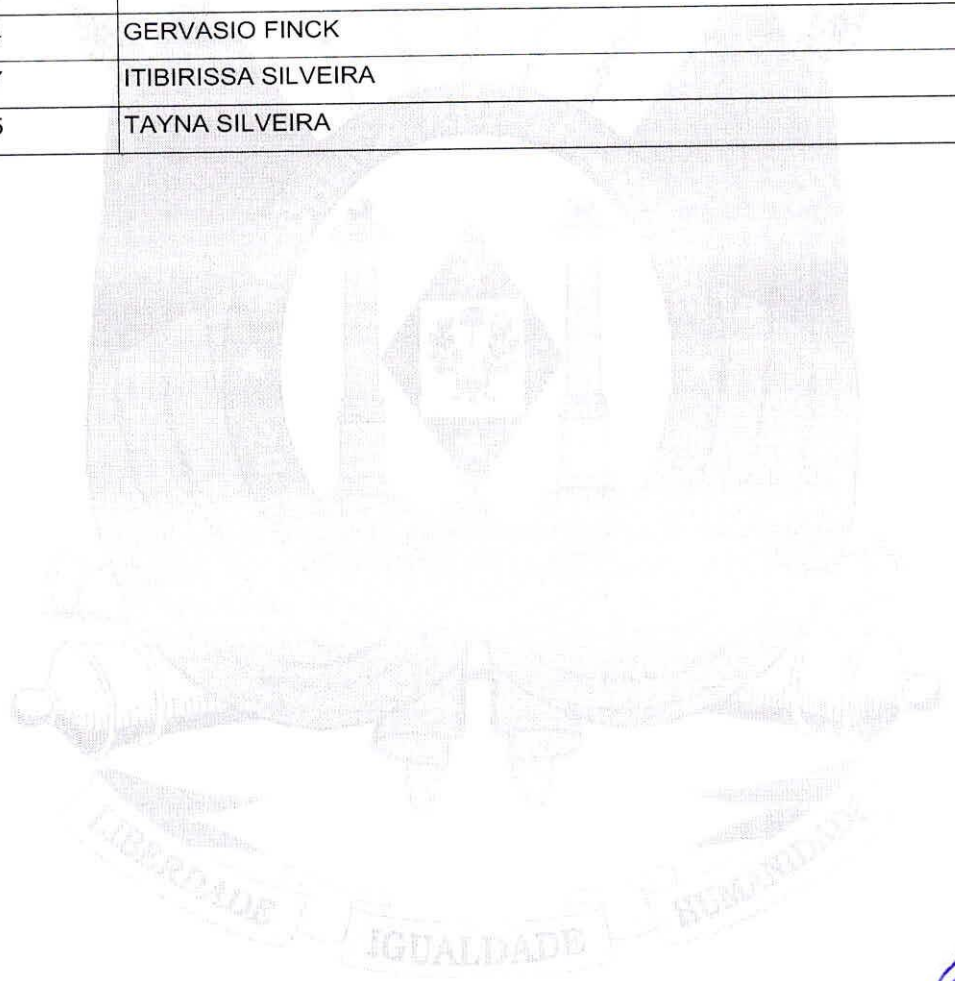 GERVASIO FINCK
ITIBIRISSA SILVEIRA
TAYNA SILVEIRA
LIBERDADE
IGUALDADE
HUMANIDADE